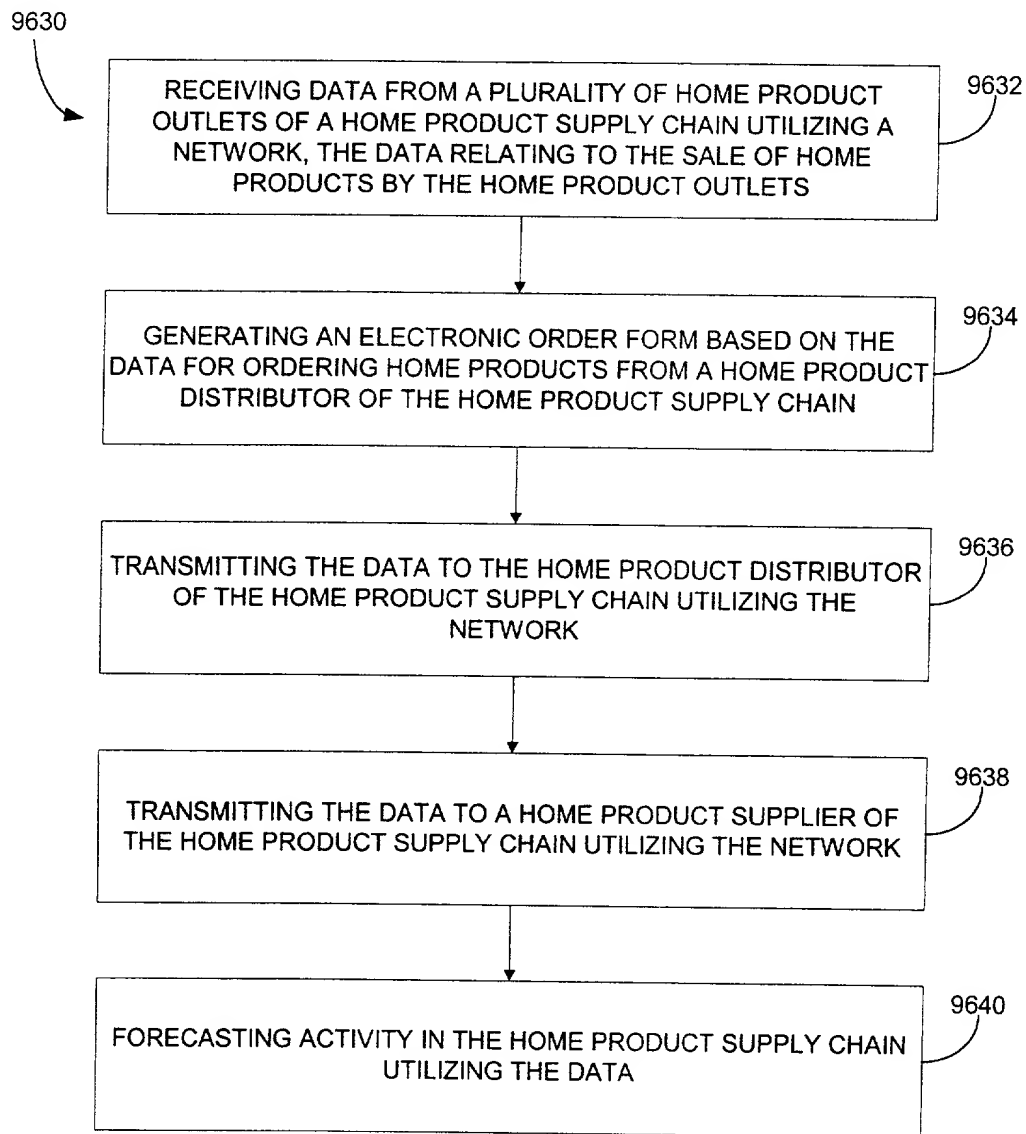 9630
RECEIVING DATA FROM A PLURALITY OF HOME PRODUCT
OUTLETS OF A HOME PRODUCT SUPPLY CHAIN UTILIZING A
NETWORK, THE DATA RELATING TO THE SALE OF HOME
PRODUCTS BY THE HOME PRODUCT OUTLETS
9632
GENERATING AN ELECTRONIC ORDER FORM BASED ON THE
DATA FOR ORDERING HOME PRODUCTS FROM A HOME PRODUCT
DISTRIBUTOR OF THE HOME PRODUCT SUPPLY CHAIN
9634
TRANSMITTING THE DATA TO THE HOME PRODUCT DISTRIBUTOR
OF THE HOME PRODUCT SUPPLY CHAIN UTILIZING THE
NETWORK
9636
TRANSMITTING THE DATA TO A HOME PRODUCT SUPPLIER OF
THE HOME PRODUCT SUPPLY CHAIN UTILIZING THE NETWORK
9638
FORECASTING ACTIVITY IN THE HOME PRODUCT SUPPLY CHAIN
UTILIZING THE DATA
9640